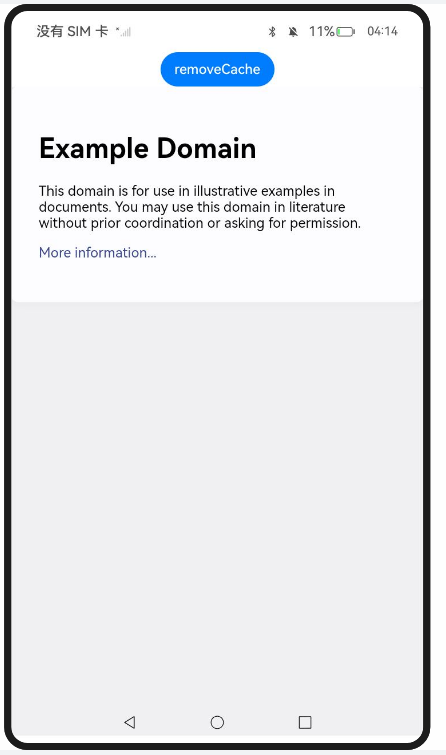 没有 SIM 卡 11% 04:14
removeCache
Example Domain
This domain is for use in illustrative examples in
documents. You may use this domain in literature
without prior coordination or asking for permission.
More information...